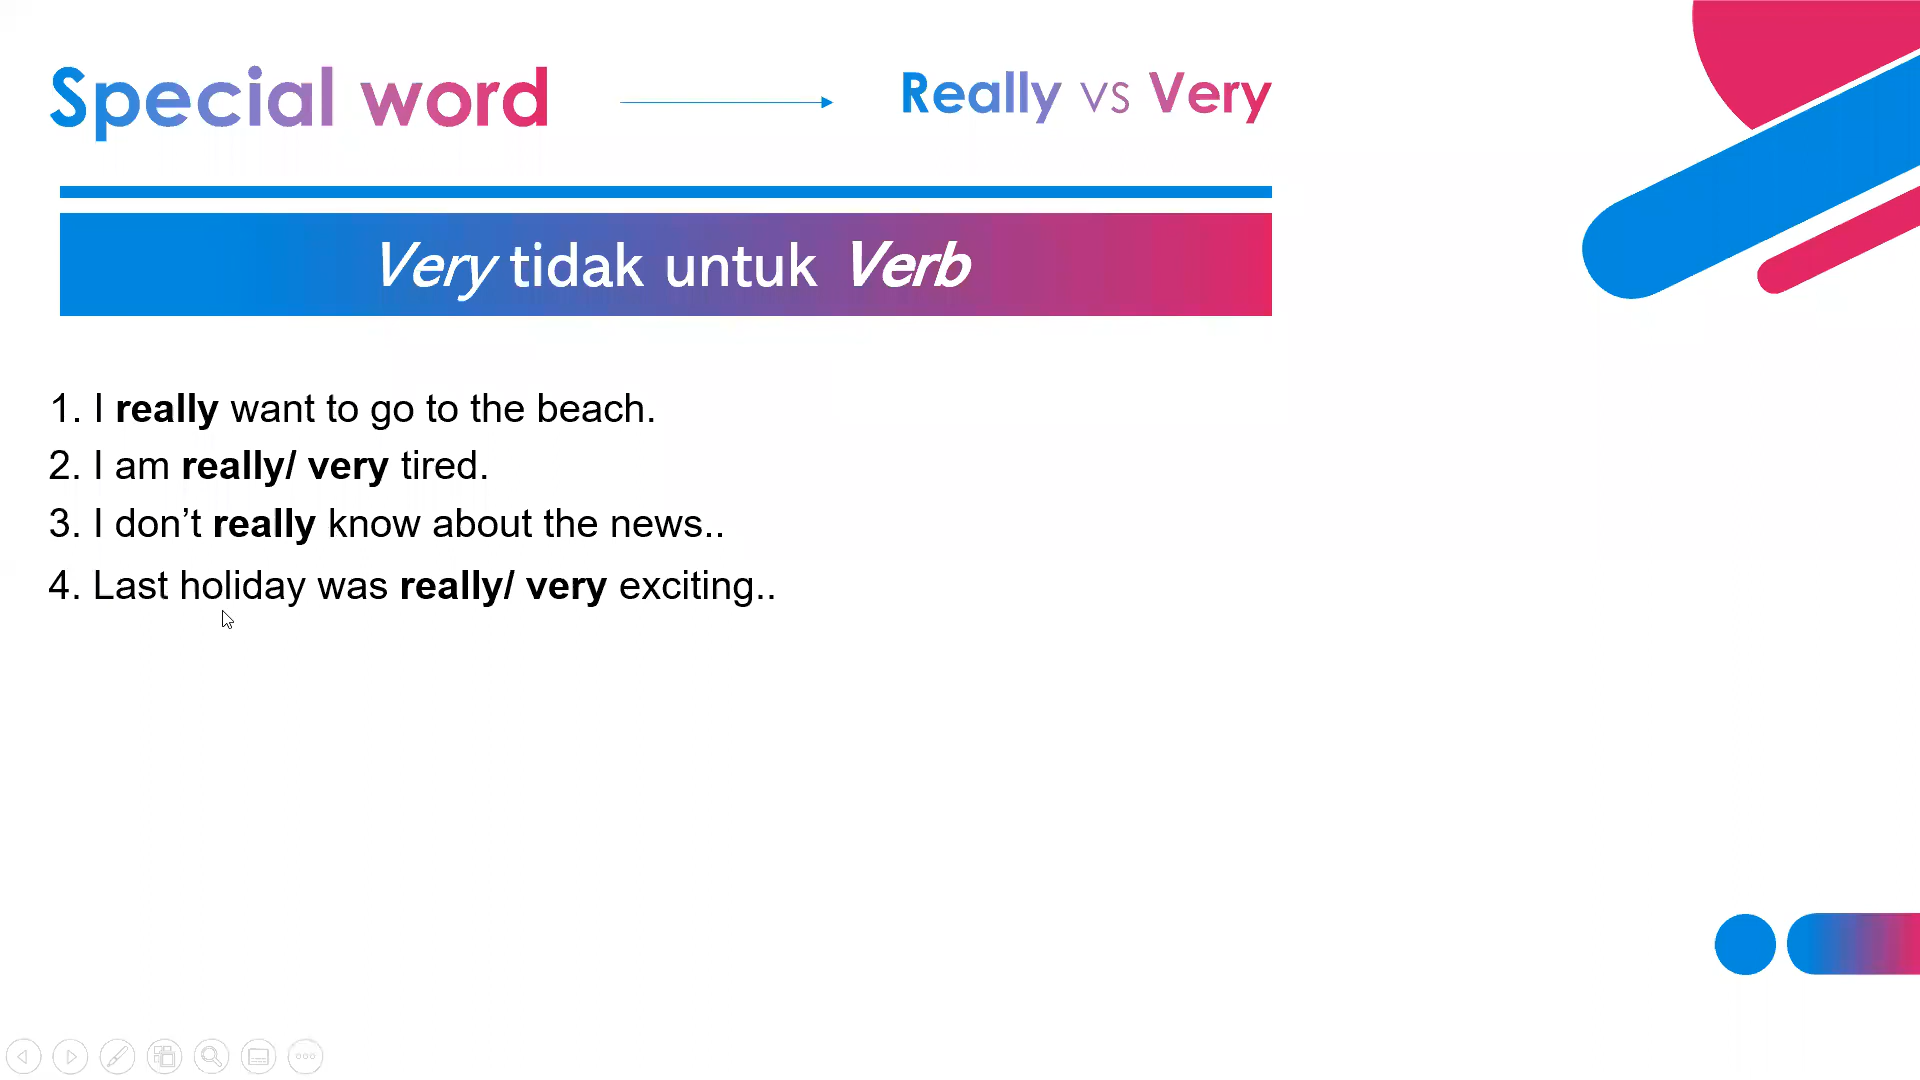 Special word
Really vs Very
Very tidak untuk Verb
1. I really want to go to the beach.
2. I am really/ very tired.
3. I don’t really know about the news..
4. Last holiday was really/ very exciting..